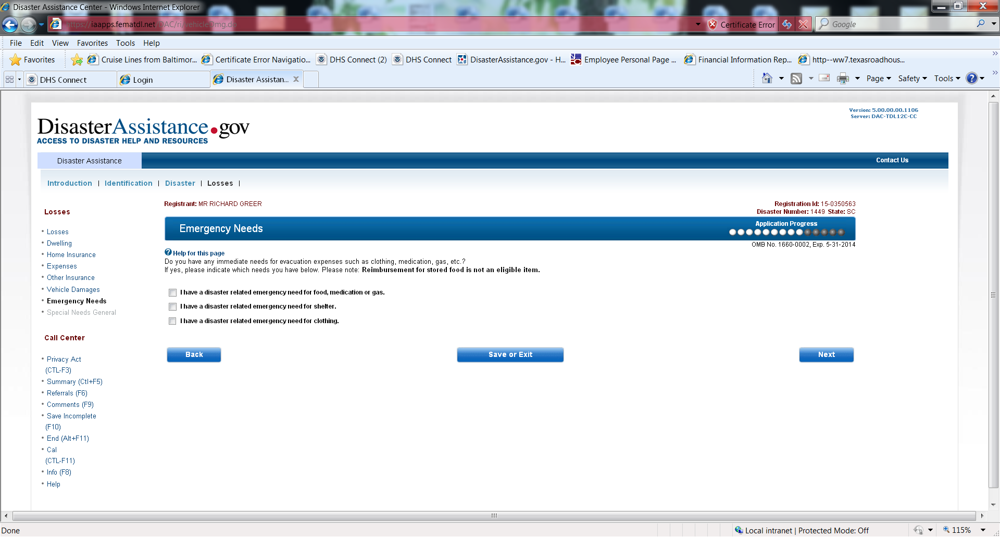 Disaster Assistance Center - Windows Internet Explorer
https://iaapps.fematdl.net/DAC/ri/vehicleDmg.do
Certificate Error
Google
File Edit View Favorites Tools Help
Favorites Cruise Lines from Baltimor... Certificate Error Navigatio... DHS Connect (2) DHS Connect DisasterAssistance.gov - H... Employee Personal Page ... Financial Information Rep... http--ww7.texasroadhous...
DHS Connect Login Disaster Assistan... Page Safety Tools
Version: 5.00.00.00.1106
Server: DAC-TDL12C-CC
DisasterAssistance.gov
ACCESS TO DISASTER HELP AND RESOURCES
Disaster Assistance Contact Us
Introduction | Identification | Disaster | Losses |
Registrant: MR RICHARD GREER
Registration Id: 15-0350563
Disaster Number: 1449 State: SC
Losses
• Losses
• Dwelling
• Home Insurance
• Expenses
• Other Insurance
• Vehicle Damages
• Emergency Needs
• Special Needs General
Call Center
• Privacy Act
(CTL-F3)
• Summary (Ctl+F5)
• Referrals (F6)
• Comments (F9)
• Save Incomplete
(F10)
• End (Alt+F11)
• Cal
(CTL-F11)
• Info (F8)
• Help
Emergency Needs
Application Progress
OMB No. 1660-0002, Exp. 5-31-2014
Help for this page
Do you have any immediate needs for evacuation expenses such as clothing, medication, gas, etc.?
If yes, please indicate which needs you have below. Please note: Reimbursement for stored food is not an eligible item.
I have a disaster related emergency need for food, medication or gas.
I have a disaster related emergency need for shelter.
I have a disaster related emergency need for clothing.
Back Save or Exit Next
Done Local intranet | Protected Mode: Off 115%